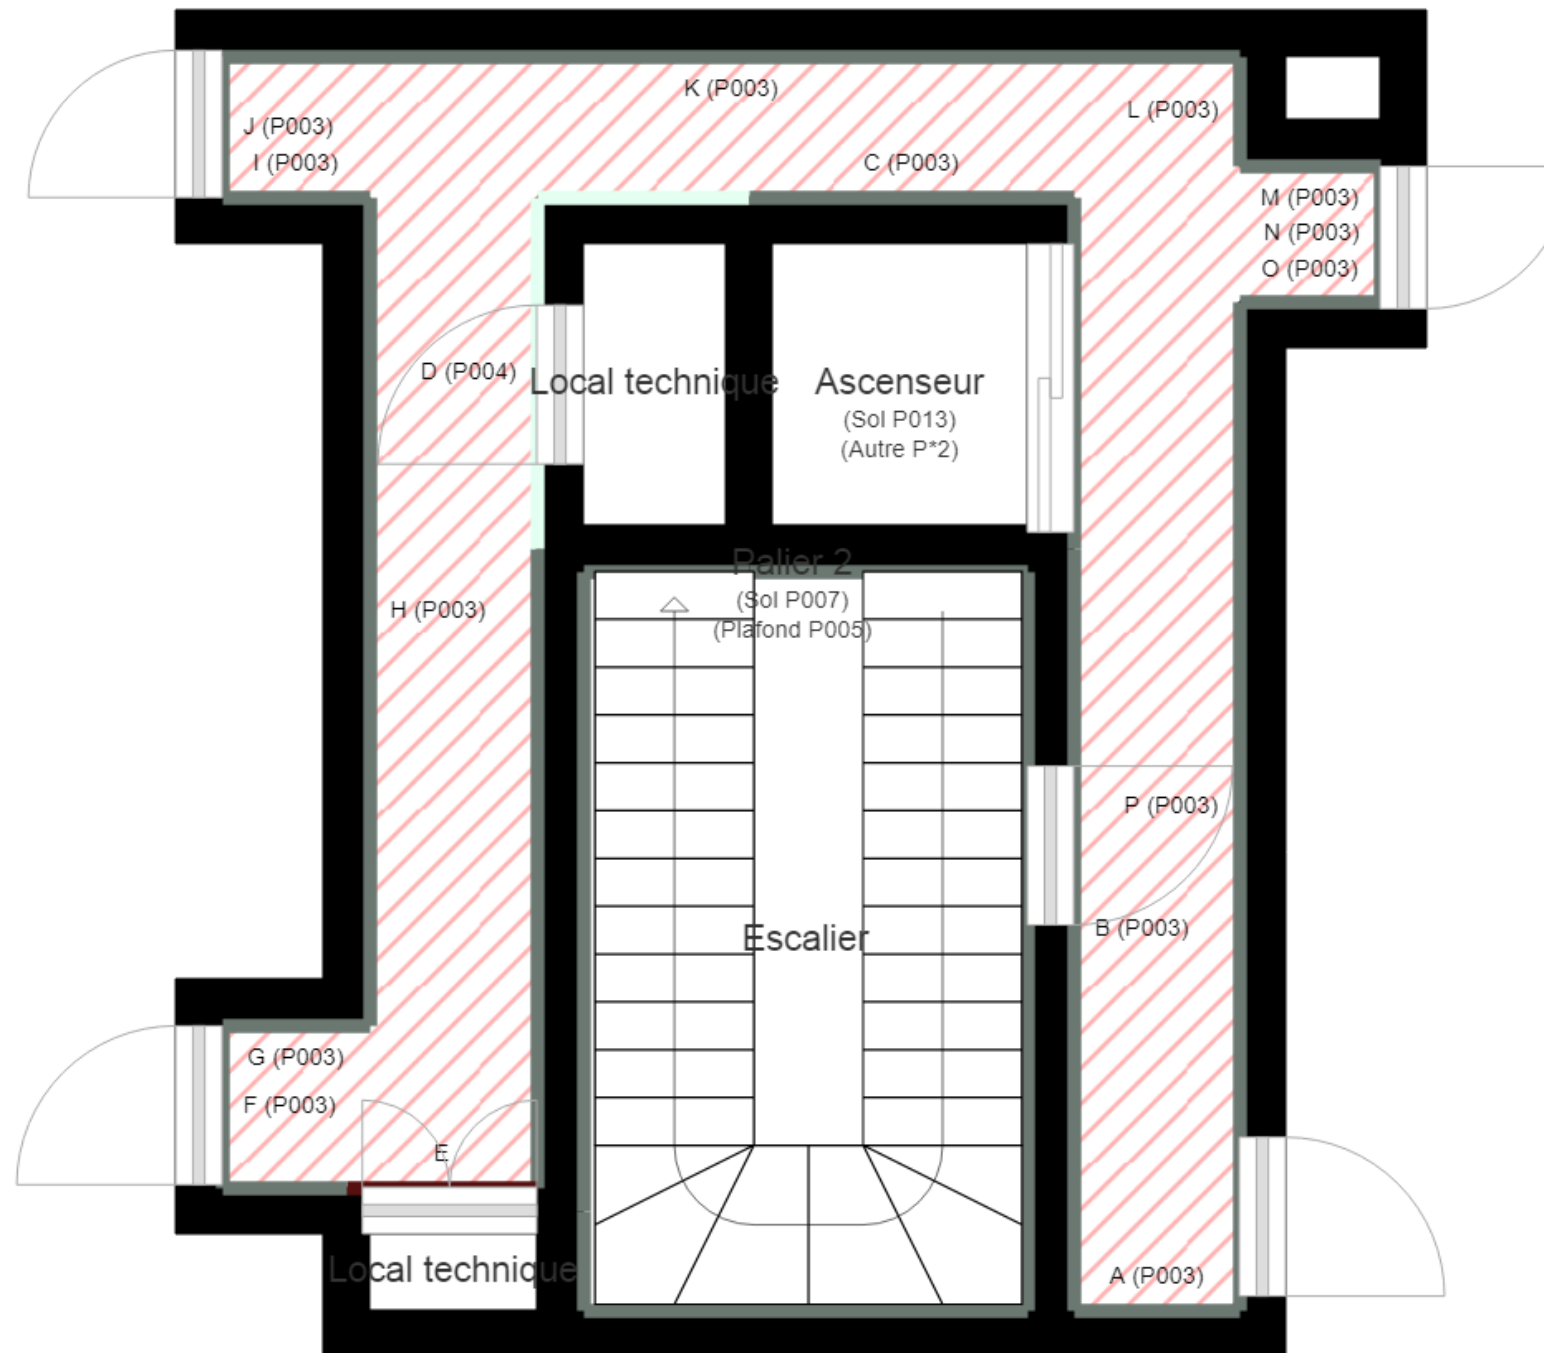 K (P003)
L (P003)
J (P003)
I (P003)
C (P003)
M (P003)
N (P003)
O (P003)
D (P004)
Local technique
Ascenseur
(Sol P013)
(Autre P*2)
Palier 2
(Sol P007)
(Plafond P005)
H (P003)
P (P003)
B (P003)
Escalier
G (P003)
F (P003)
E
Local technique
A (P003)